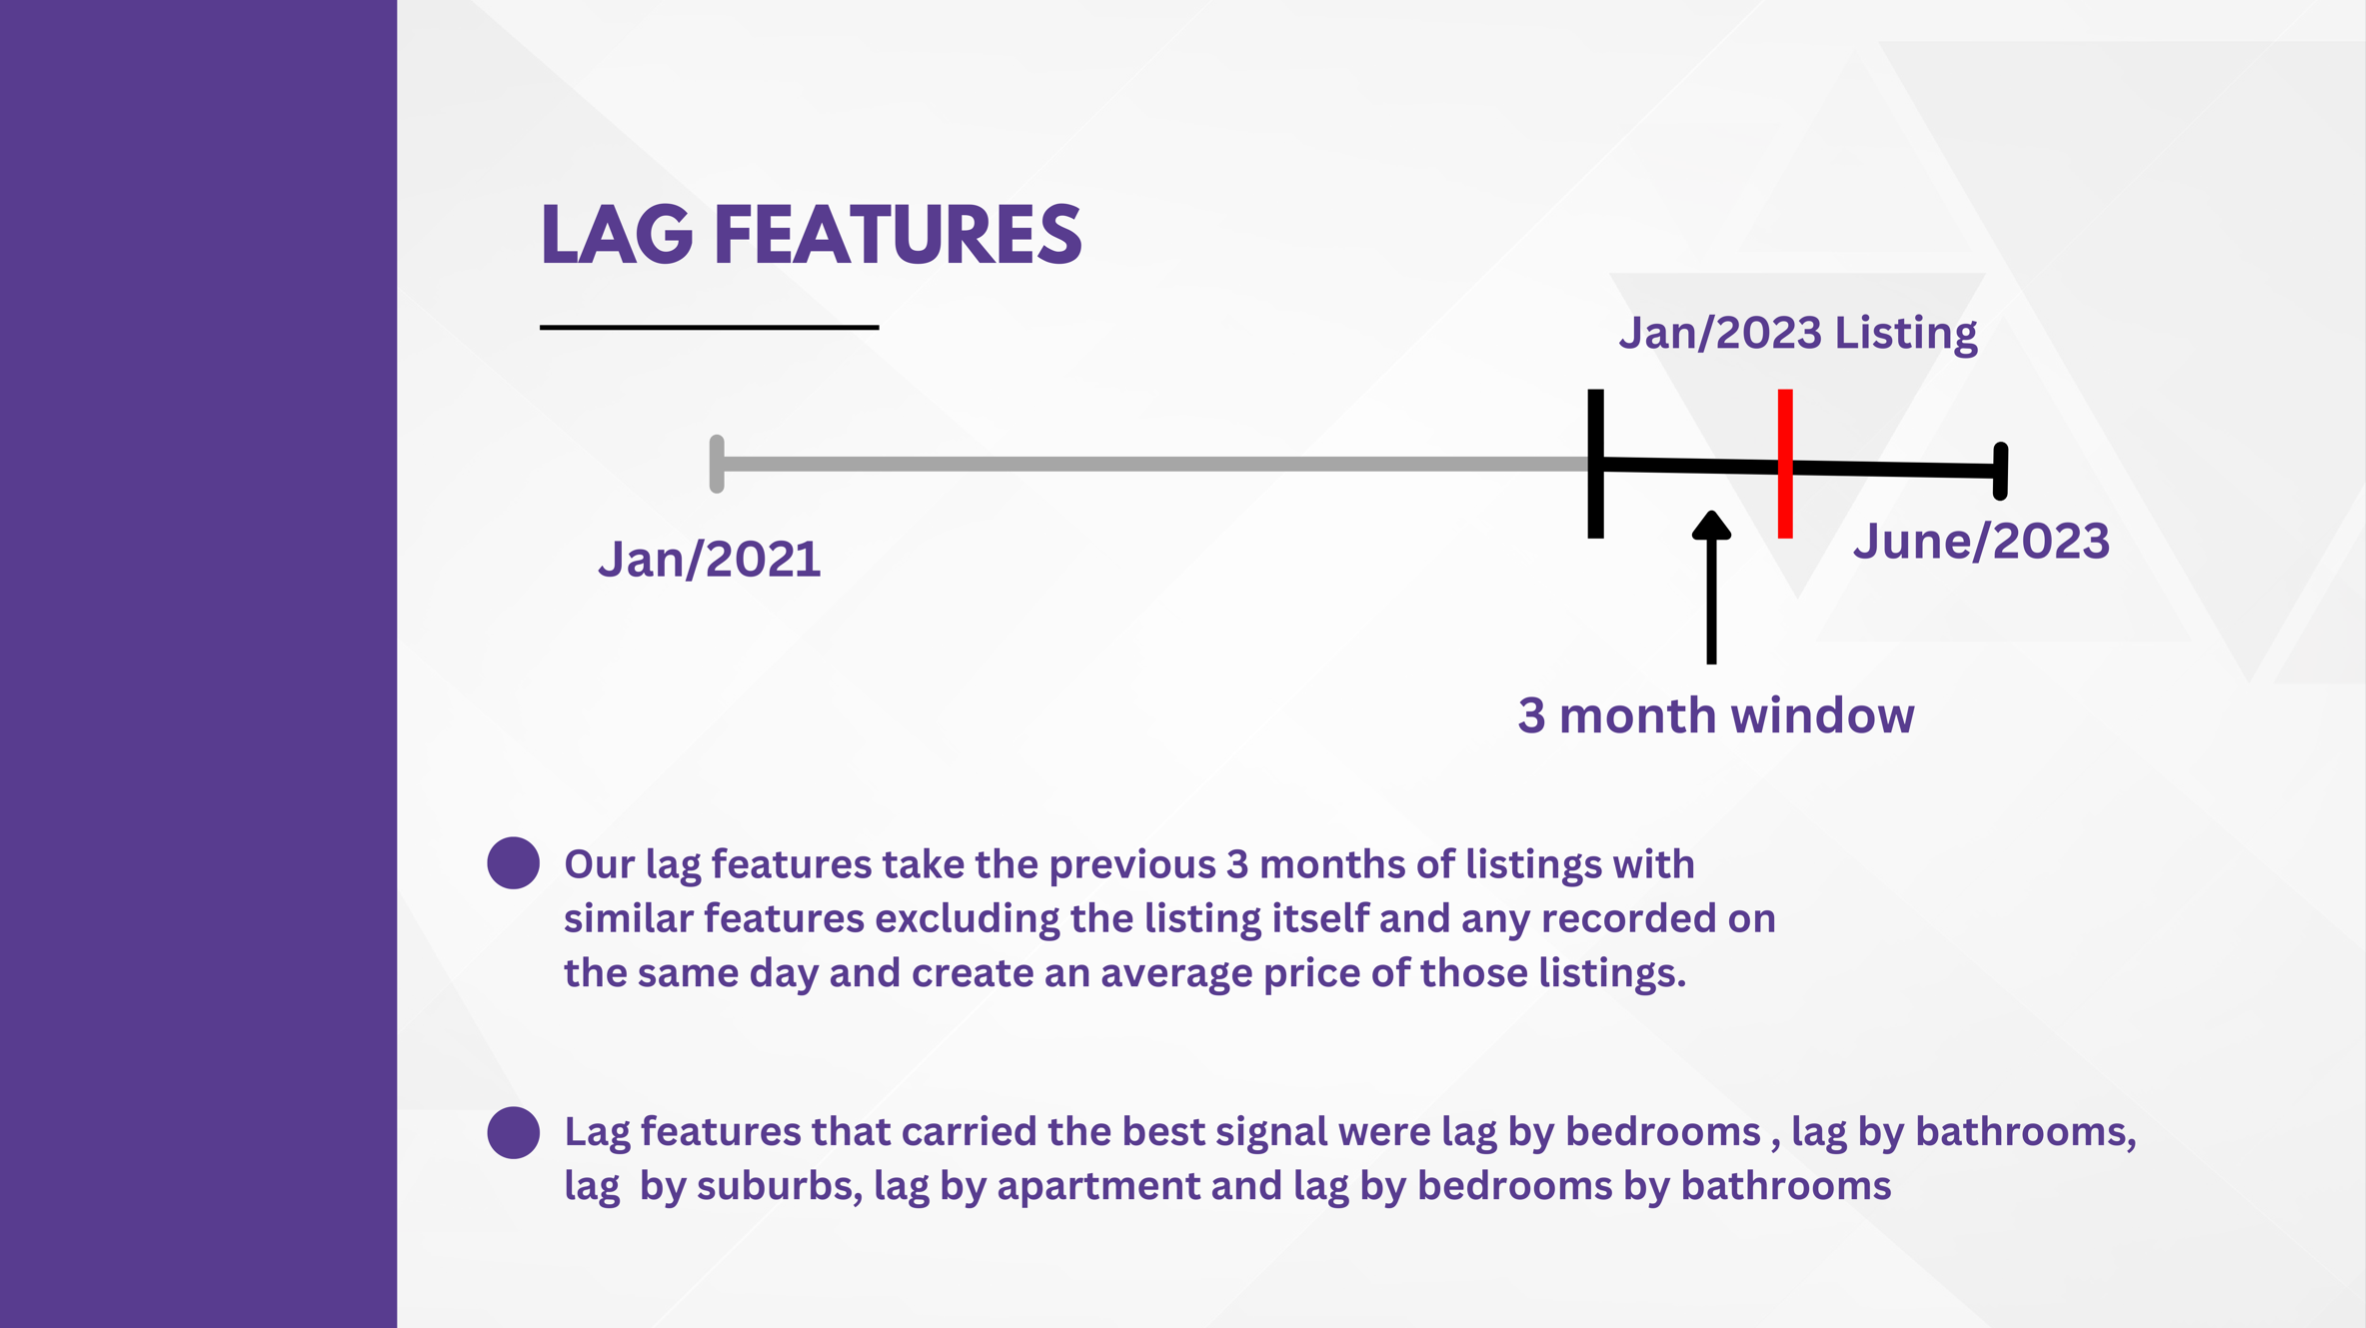 LAG FEATURES
Jan/2023 Listing
Jan/2021
June/2023
3 month window
Our lag features take the previous 3 months of listings with
similar features excluding the listing itself and any recorded on
the same day and create an average price of those listings.
Lag features that carried the best signal were lag by bedrooms , lag by bathrooms,
lag  by suburbs, lag by apartment and lag by bedrooms by bathrooms